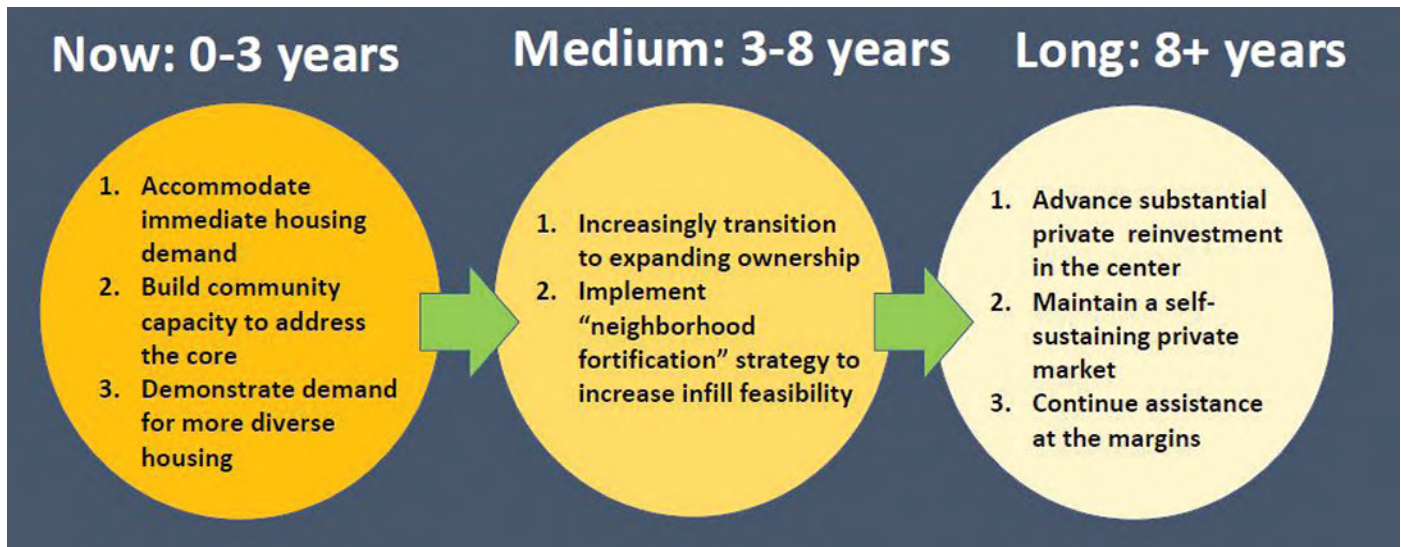 Now: 0-3 years
1. Accommodate
immediate housing
demand
2. Build community
capacity to address
the core
3. Demonstrate demand
for more diverse
housing
Medium: 3-8 years
1. Increasingly transition
to expanding ownership
2. Implement
“neighborhood
fortification” strategy to
increase infill feasibility
Long: 8+ years
1. Advance substantial
private reinvestment
in the center
2. Maintain a self-
sustaining private
market
3. Continue assistance
at the margins